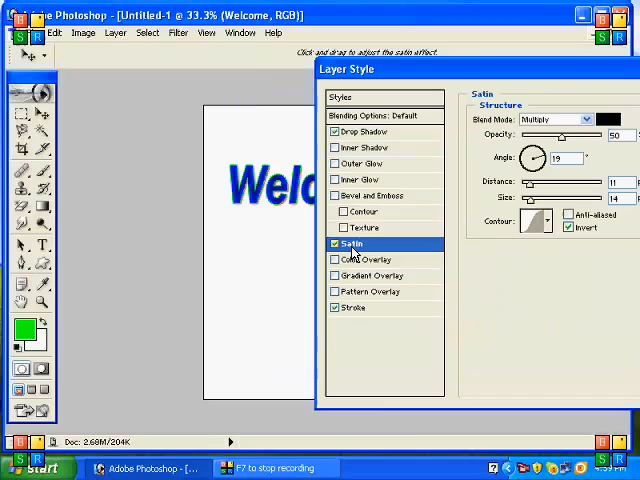 Adobe Photoshop - [Untitled-1 @ 33.3% (Welcome, RGB)]
Edit Image Layer Select Filter View Window Help
Click and drag to adjust the satin effect.
Layer Style
Styles
Blending Options: Default
Drop Shadow
Inner Shadow
Outer Glow
Inner Glow
Bevel and Emboss
Contour
Texture
Satin
Color Overlay
Gradient Overlay
Pattern Overlay
Stroke
Satin
Structure
Blend Mode: Multiply
Opacity: 50
Angle: 19 °
Distance: 11
Size: 14
Contour: Anti-aliased
Invert
Welc
Doc: 2.68M/204K
start
Adobe Photoshop - [...
F7 to stop recording
4:39 PM
B
S R
B
S R
B
S R
B
S R